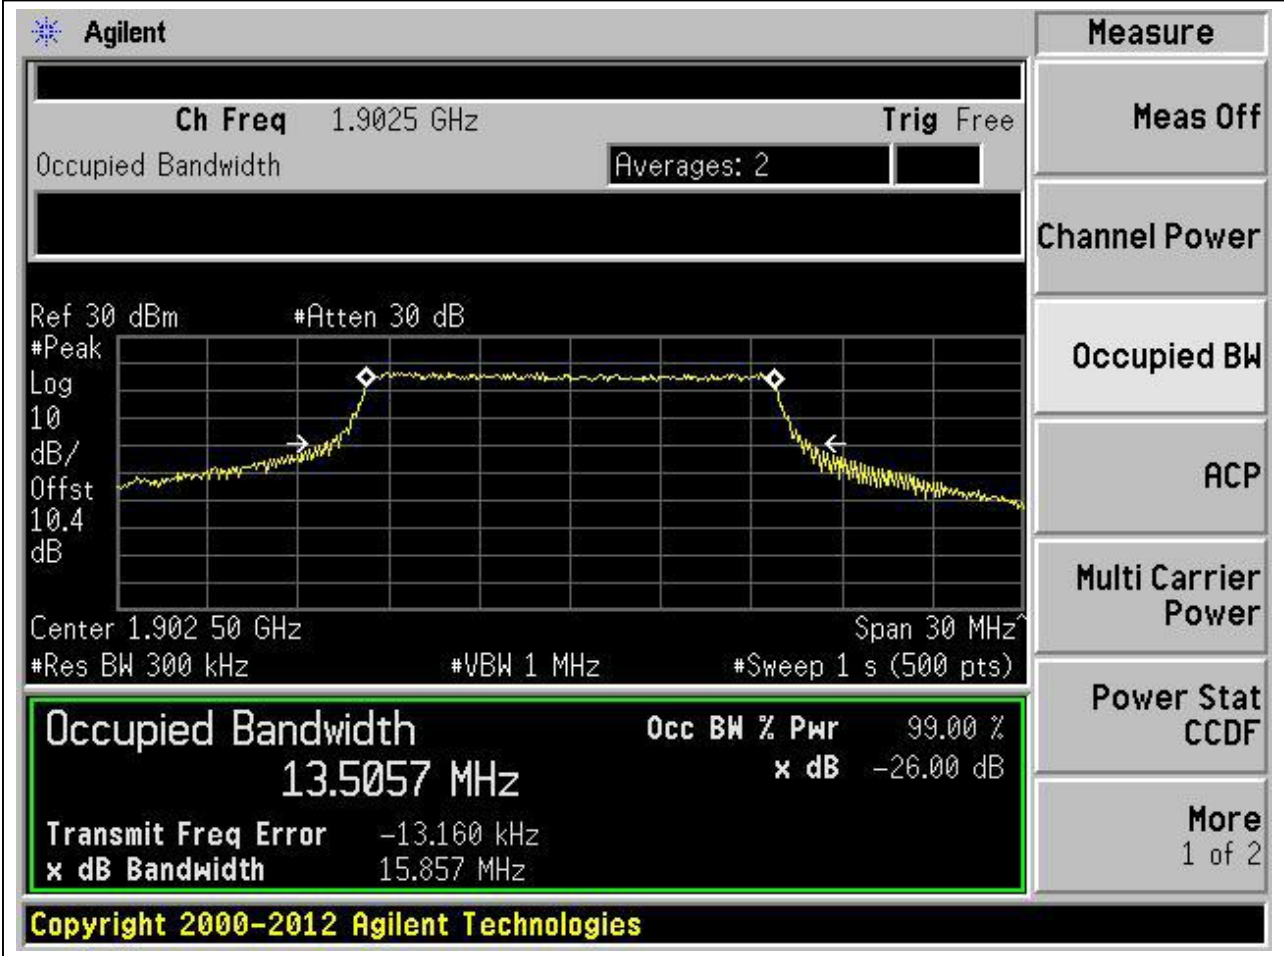 Agilent
Measure
Ch Freq 1.9025 GHz Trig Free
Occupied Bandwidth Averages: 2
Ref 30 dBm #Atten 30 dB
#Peak
Log
10
dB/
Offst
10.4
dB
Center 1.902 50 GHz Span 30 MHz^
#Res BW 300 kHz #VBW 1 MHz #Sweep 1 s (500 pts)
Occupied Bandwidth Occ BW % Pwr 99.00 %
13.5057 MHz x dB -26.00 dB
Transmit Freq Error -13.160 kHz
x dB Bandwidth 15.857 MHz
Copyright 2000-2012 Agilent Technologies
Meas Off
Channel Power
Occupied BW
ACP
Multi Carrier
Power
Power Stat
CCDF
More
1 of 2